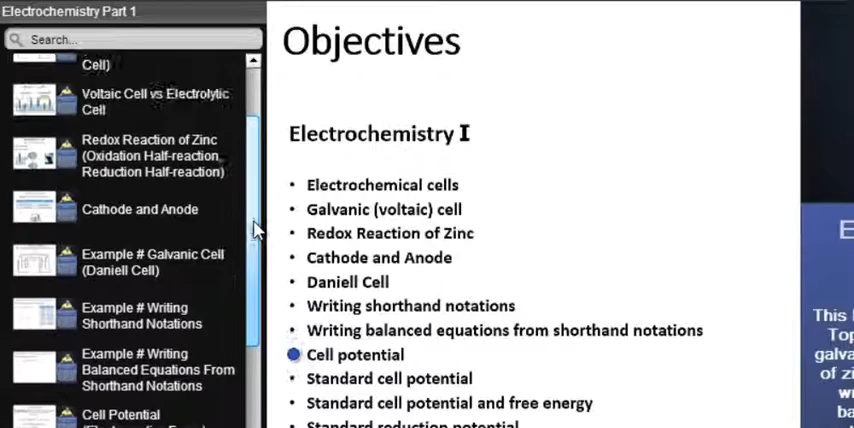 Electrochemistry Part 1
Search...
Cell)
Voltaic Cell vs Electrolytic
Cell
Redox Reaction of Zinc
(Oxidation Half-reaction,
Reduction Half-reaction)
Cathode and Anode
Example # Galvanic Cell
(Daniell Cell)
Example # Writing
Shorthand Notations
Example # Writing
Balanced Equations From
Shorthand Notations
Cell Potential
Objectives
Electrochemistry I
• Electrochemical cells
• Galvanic (voltaic) cell
• Redox Reaction of Zinc
• Cathode and Anode
• Daniell Cell
• Writing shorthand notations
• Writing balanced equations from shorthand notations
Cell potential
• Standard cell potential
• Standard cell potential and free energy
• Standard reduction potential
E
This
Top
galva
of zi
w
ba